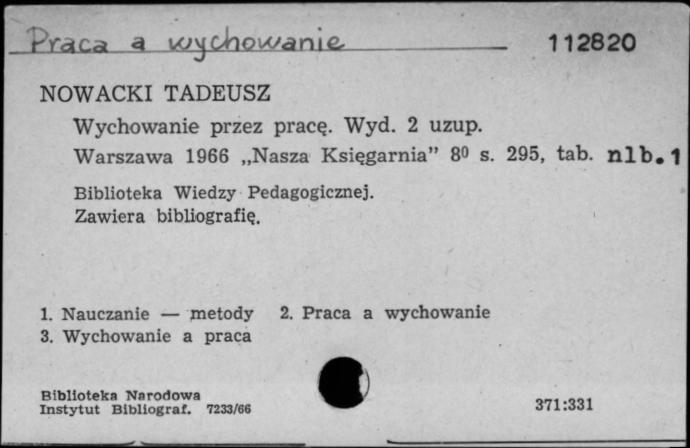 Praca a wychowanie 112820
NOWACKI TADEUSZ
Wychowanie przez pracę. Wyd. 2 uzup.
Warszawa 1966 „Nasza Księgarnia” 8⁰ s. 295, tab. nlb. 1
Biblioteka Wiedzy Pedagogicznej.
Zawiera bibliografię.
1. Nauczanie — metody 2. Praca a wychowanie
3. Wychowanie a praca
Biblioteka Narodowa
Instytut Bibliograf. 7233/66 371:331